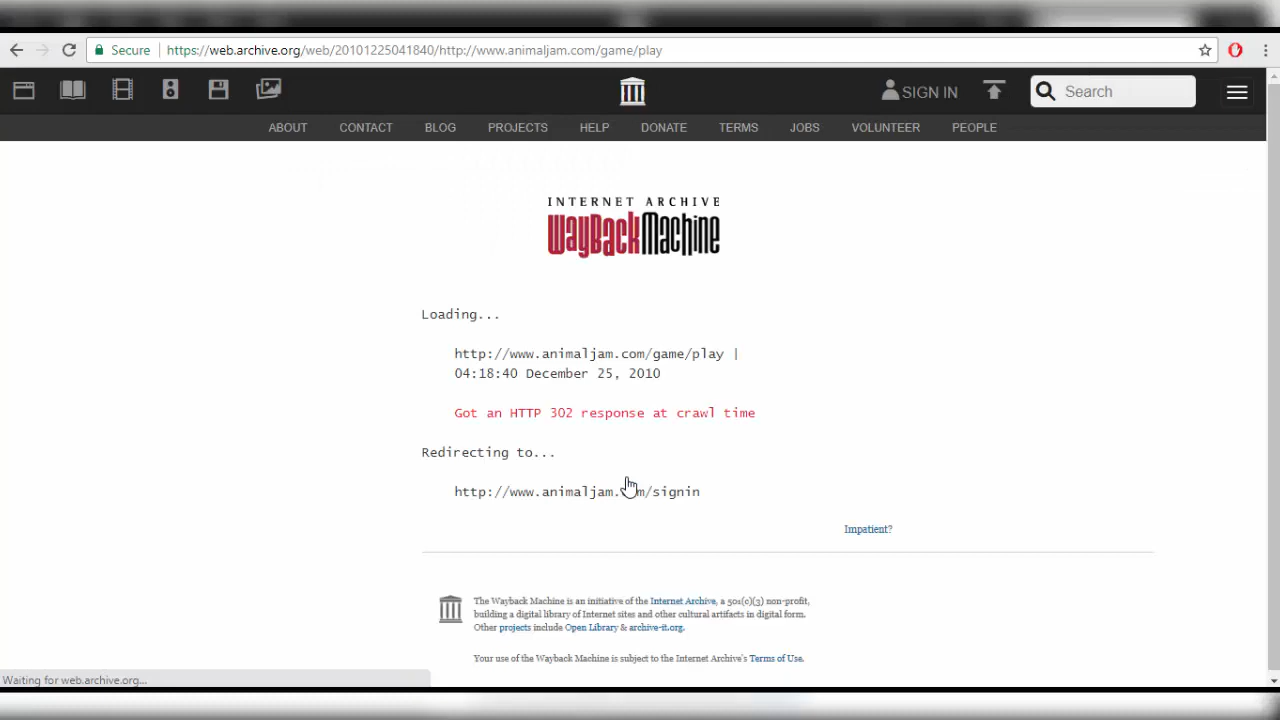 Secure | https://web.archive.org/web/20101225041840/http://www.animaljam.com/game/play
SIGN IN
Search
ABOUT CONTACT BLOG PROJECTS HELP DONATE TERMS JOBS VOLUNTEER PEOPLE
INTERNET ARCHIVE
WayBackMachine
Loading...
http://www.animaljam.com/game/play |
04:18:40 December 25, 2010
Got an HTTP 302 response at crawl time
Redirecting to...
http://www.animaljam.com/signin
Impatient?
The Wayback Machine is an initiative of the Internet Archive, a 501(c)(3) non-profit,
building a digital library of Internet sites and other cultural artifacts in digital form.
Other projects include Open Library & archive-it.org.
Your use of the Wayback Machine is subject to the Internet Archive's Terms of Use.
Waiting for web.archive.org...